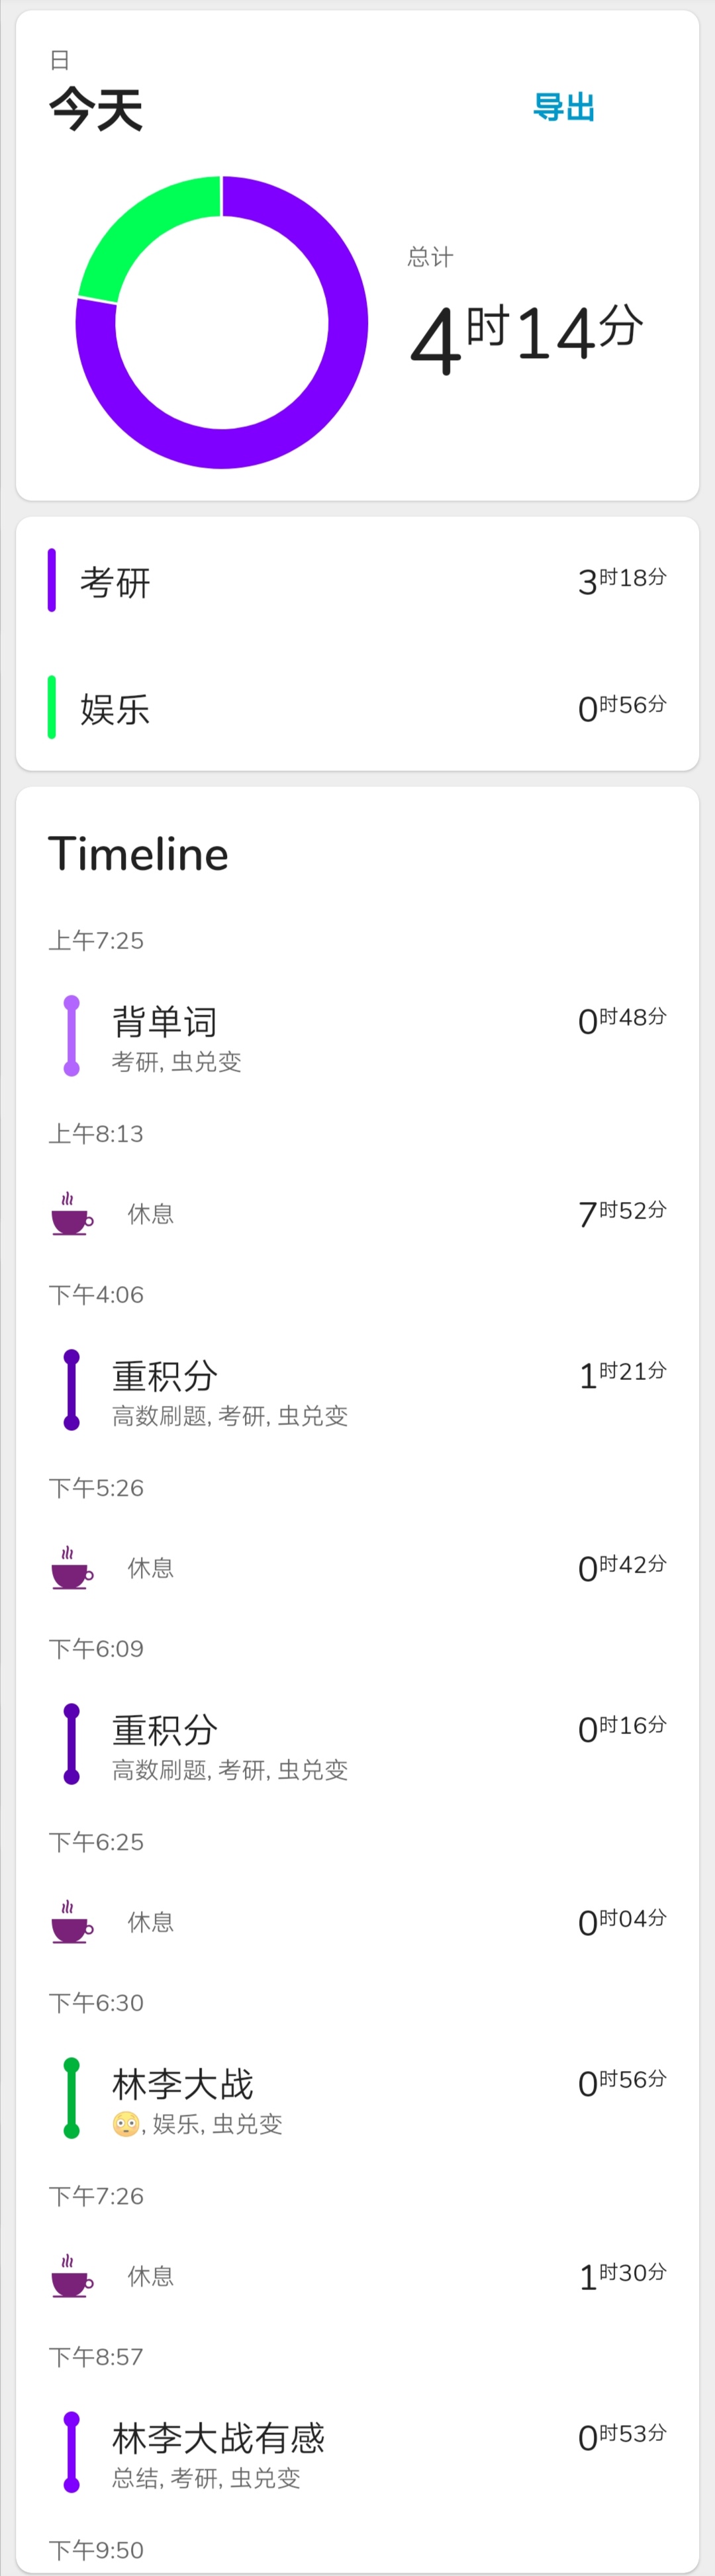 日
今天
导出
总计
4时14分
考研 3时18分
娱乐 0时56分
Timeline
上午7:25
背单词 0时48分
考研, 虫兑变
上午8:13
休息 7时52分
下午4:06
重积分 1时21分
高数刷题, 考研, 虫兑变
下午5:26
休息 0时42分
下午6:09
重积分 0时16分
高数刷题, 考研, 虫兑变
下午6:25
休息 0时04分
下午6:30
林李大战 0时56分
😳, 娱乐, 虫兑变
下午7:26
休息 1时30分
下午8:57
林李大战有感 0时53分
总结, 考研, 虫兑变
下午9:50